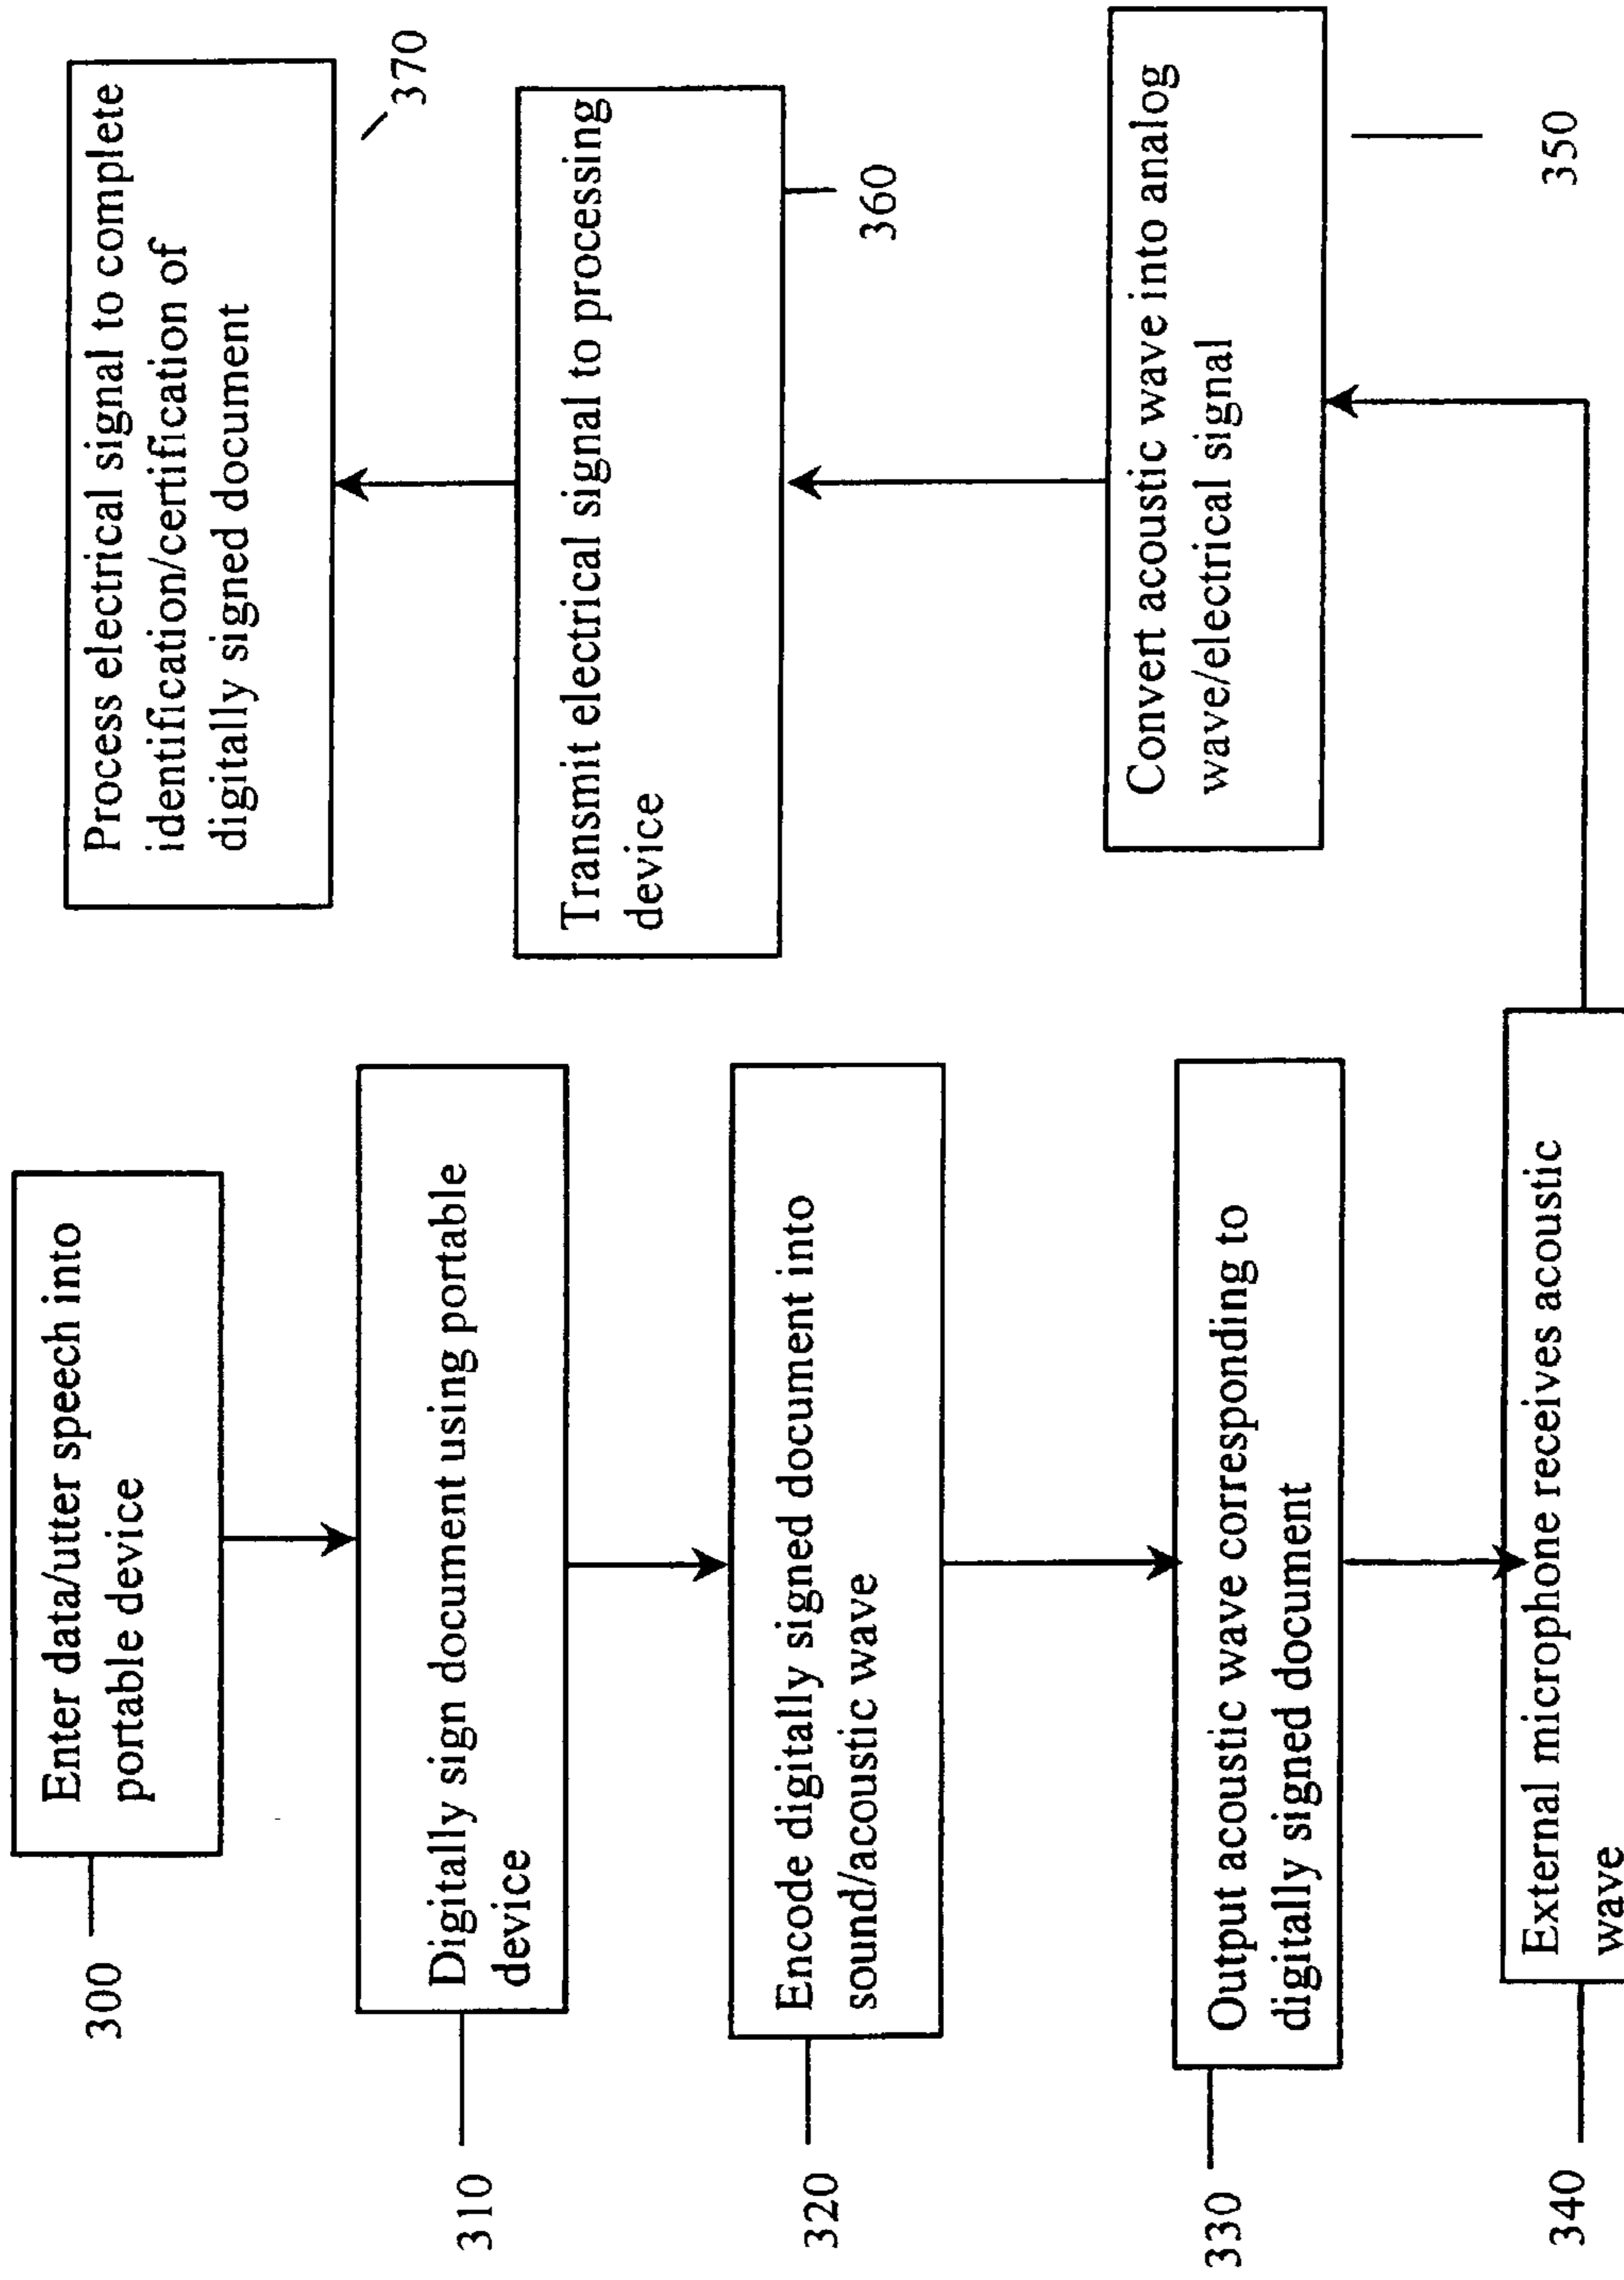 Enter data/utter speech into
portable device
300
Digitally sign document using portable
device
310
Encode digitally signed document into
sound/acoustic wave
320
Output acoustic wave corresponding to
digitally signed document
330
External microphone receives acoustic
wave
340
Convert acoustic wave into analog
wave/electrical signal
350
Transmit electrical signal to processing
device
360
Process electrical signal to complete
identification/certification of
digitally signed document
370